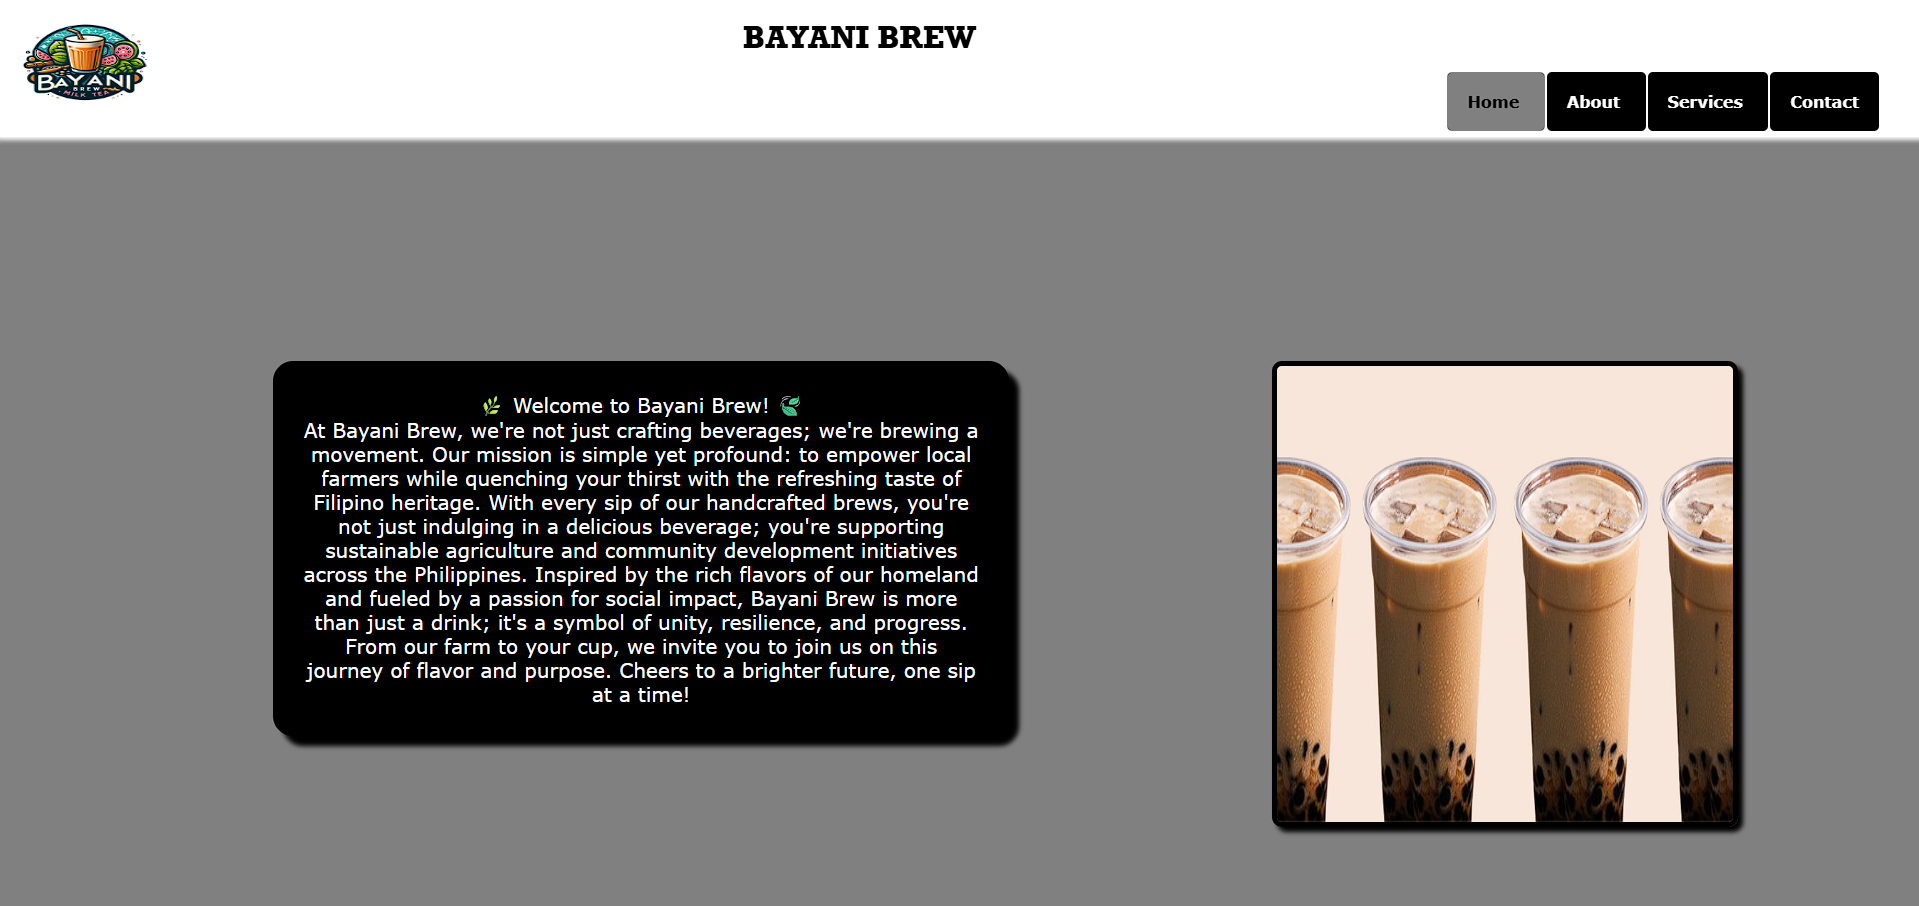 BAYANI BREW
BAYANI
BREW
MILK TEA
Home About Services Contact
🌿 Welcome to Bayani Brew! 🍃
At Bayani Brew, we're not just crafting beverages; we're brewing a
movement. Our mission is simple yet profound: to empower local
farmers while quenching your thirst with the refreshing taste of
Filipino heritage. With every sip of our handcrafted brews, you're
not just indulging in a delicious beverage; you're supporting
sustainable agriculture and community development initiatives
across the Philippines. Inspired by the rich flavors of our homeland
and fueled by a passion for social impact, Bayani Brew is more
than just a drink; it's a symbol of unity, resilience, and progress.
From our farm to your cup, we invite you to join us on this
journey of flavor and purpose. Cheers to a brighter future, one sip
at a time!